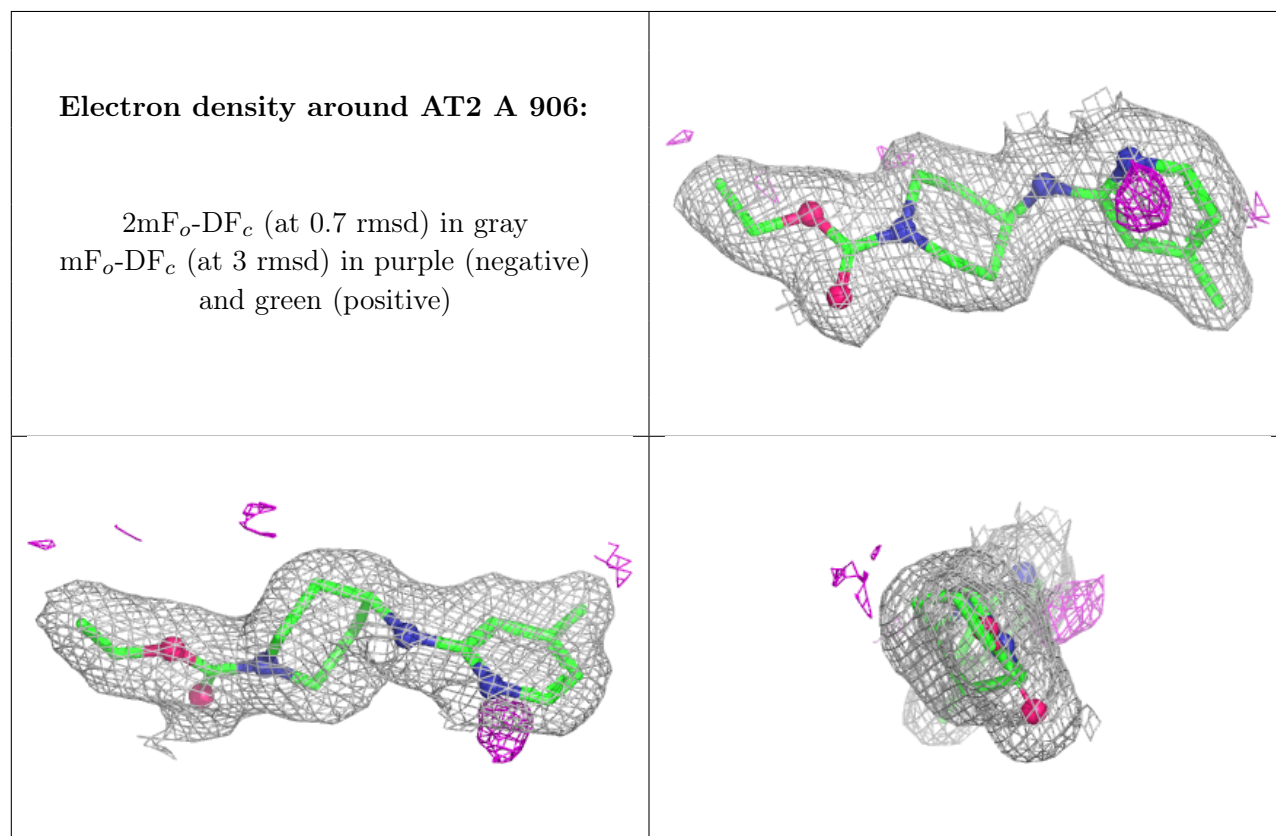 Electron density around AT2 A 906:
2mFₒ-DF𝒸 (at 0.7 rmsd) in gray
mFₒ-DF𝒸 (at 3 rmsd) in purple (negative)
and green (positive)